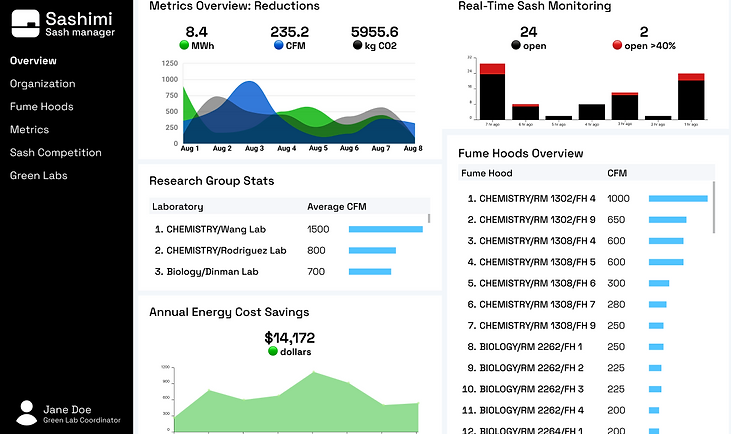 Sashimi
Sash manager
Overview
Organization
Fume Hoods
Metrics
Sash Competition
Green Labs
Jane Doe
Green Lab Coordinator
Metrics Overview: Reductions
8.4
MWh
235.2
CFM
5955.6
kg CO2
1250
1000
750
500
250
0
Aug 1 Aug 2 Aug 3 Aug 4 Aug 5 Aug 6 Aug 7 Aug 8
Research Group Stats
Laboratory Average CFM
1. CHEMISTRY/Wang Lab 1500
2. CHEMISTRY/Rodriguez Lab 800
3. Biology/Dinman Lab 700
Annual Energy Cost Savings
$14,172
dollars
1200
900
600
300
0
Real-Time Sash Monitoring
24
open
2
open >40%
7 hr ago 6 hr ago 5 hr ago 4 hr ago 3 hr ago 2 hr ago 1 hr ago
Fume Hoods Overview
Fume Hood CFM
1. CHEMISTRY/RM 1302/FH 4 1000
2. CHEMISTRY/RM 1302/FH 9 650
3. CHEMISTRY/RM 1308/FH 4 600
4. CHEMISTRY/RM 1308/FH 5 600
5. CHEMISTRY/RM 1308/FH 6 300
6. CHEMISTRY/RM 1308/FH 7 280
7. CHEMISTRY/RM 1308/FH 9 250
8. BIOLOGY/RM 2262/FH 1 250
9. BIOLOGY/RM 2262/FH 2 225
10. BIOLOGY/RM 2262/FH 3 225
11. BIOLOGY/RM 2262/FH 4 200
12. BIOLOGY/RM 2264/FH 1 200